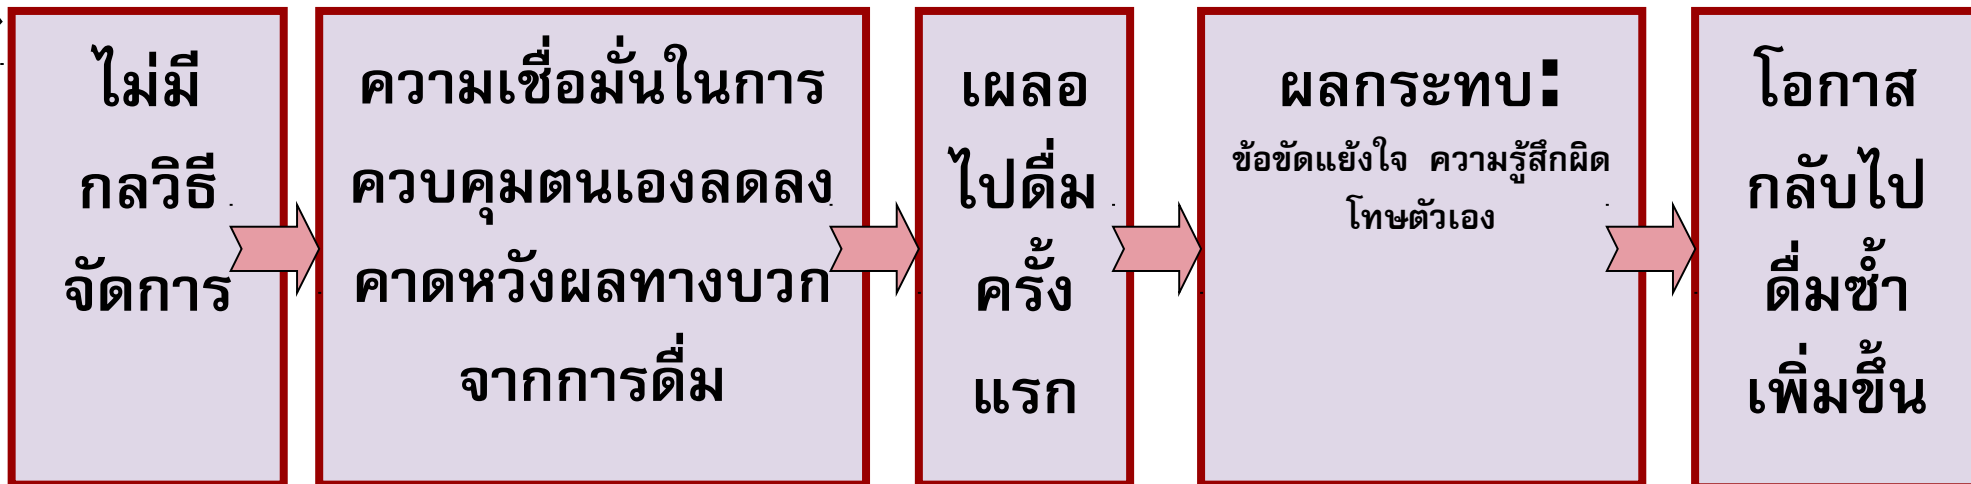 ไม่มี
กลวิธี
จัดการ
ความเชื่อมั่นในการ
ควบคุมตนเองลดลง
คาดหวังผลทางบวก
จากการดื่ม
เผลอ
ไปดื่ม
ครั้ง
แรก
ผลกระทบ:
ข้อขัดแย้งใจ ความรู้สึกผิด
โทษตัวเอง
โอกาส
กลับไป
ดื่มซ้ำ
เพิ่มขึ้น